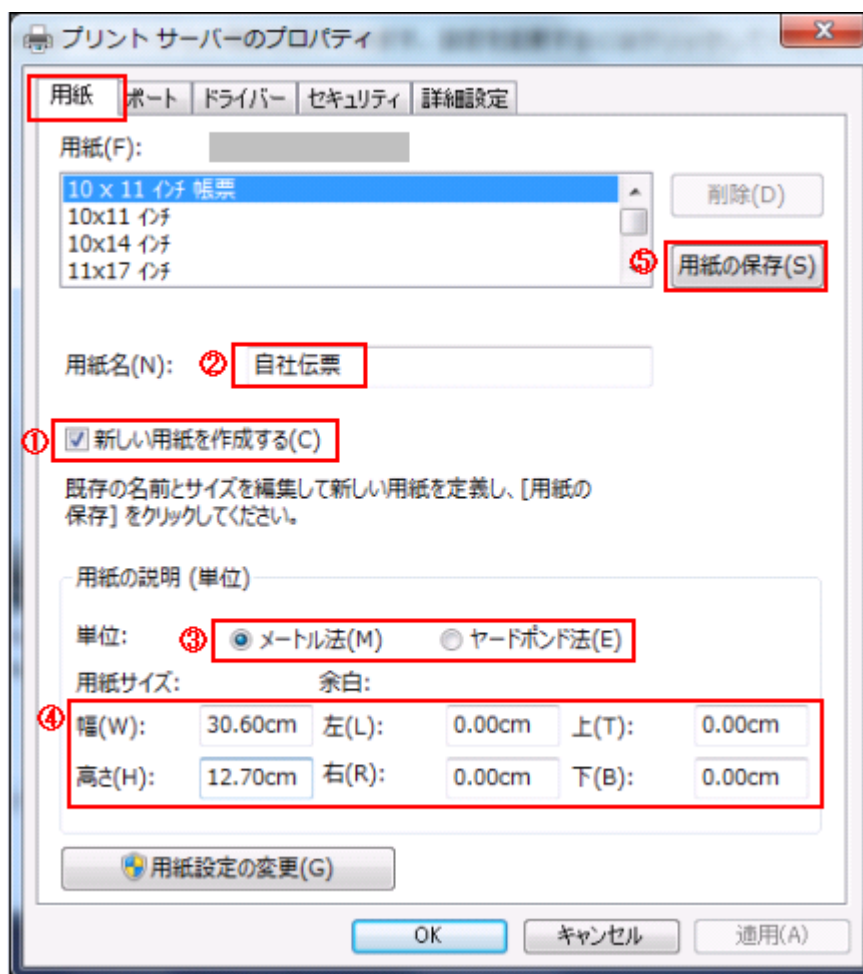 プリント サーバーのプロパティ
用紙 ポート ドライバー セキュリティ 詳細設定
用紙(F):
10 x 11 インチ 帳票
10x11 インチ
10x14 インチ
11x17 インチ
削除(D)
⑤ 用紙の保存(S)
用紙名(N): ② 自社伝票
① 新しい用紙を作成する(C)
既存の名前とサイズを編集して新しい用紙を定義し、[用紙の
保存] をクリックしてください。
用紙の説明 (単位)
単位: ③ メートル法(M) ヤードポンド法(E)
用紙サイズ: 余白:
④ 幅(W): 30.60cm 左(L): 0.00cm 上(T): 0.00cm
高さ(H): 12.70cm 右(R): 0.00cm 下(B): 0.00cm
用紙設定の変更(G)
OK キャンセル 適用(A)